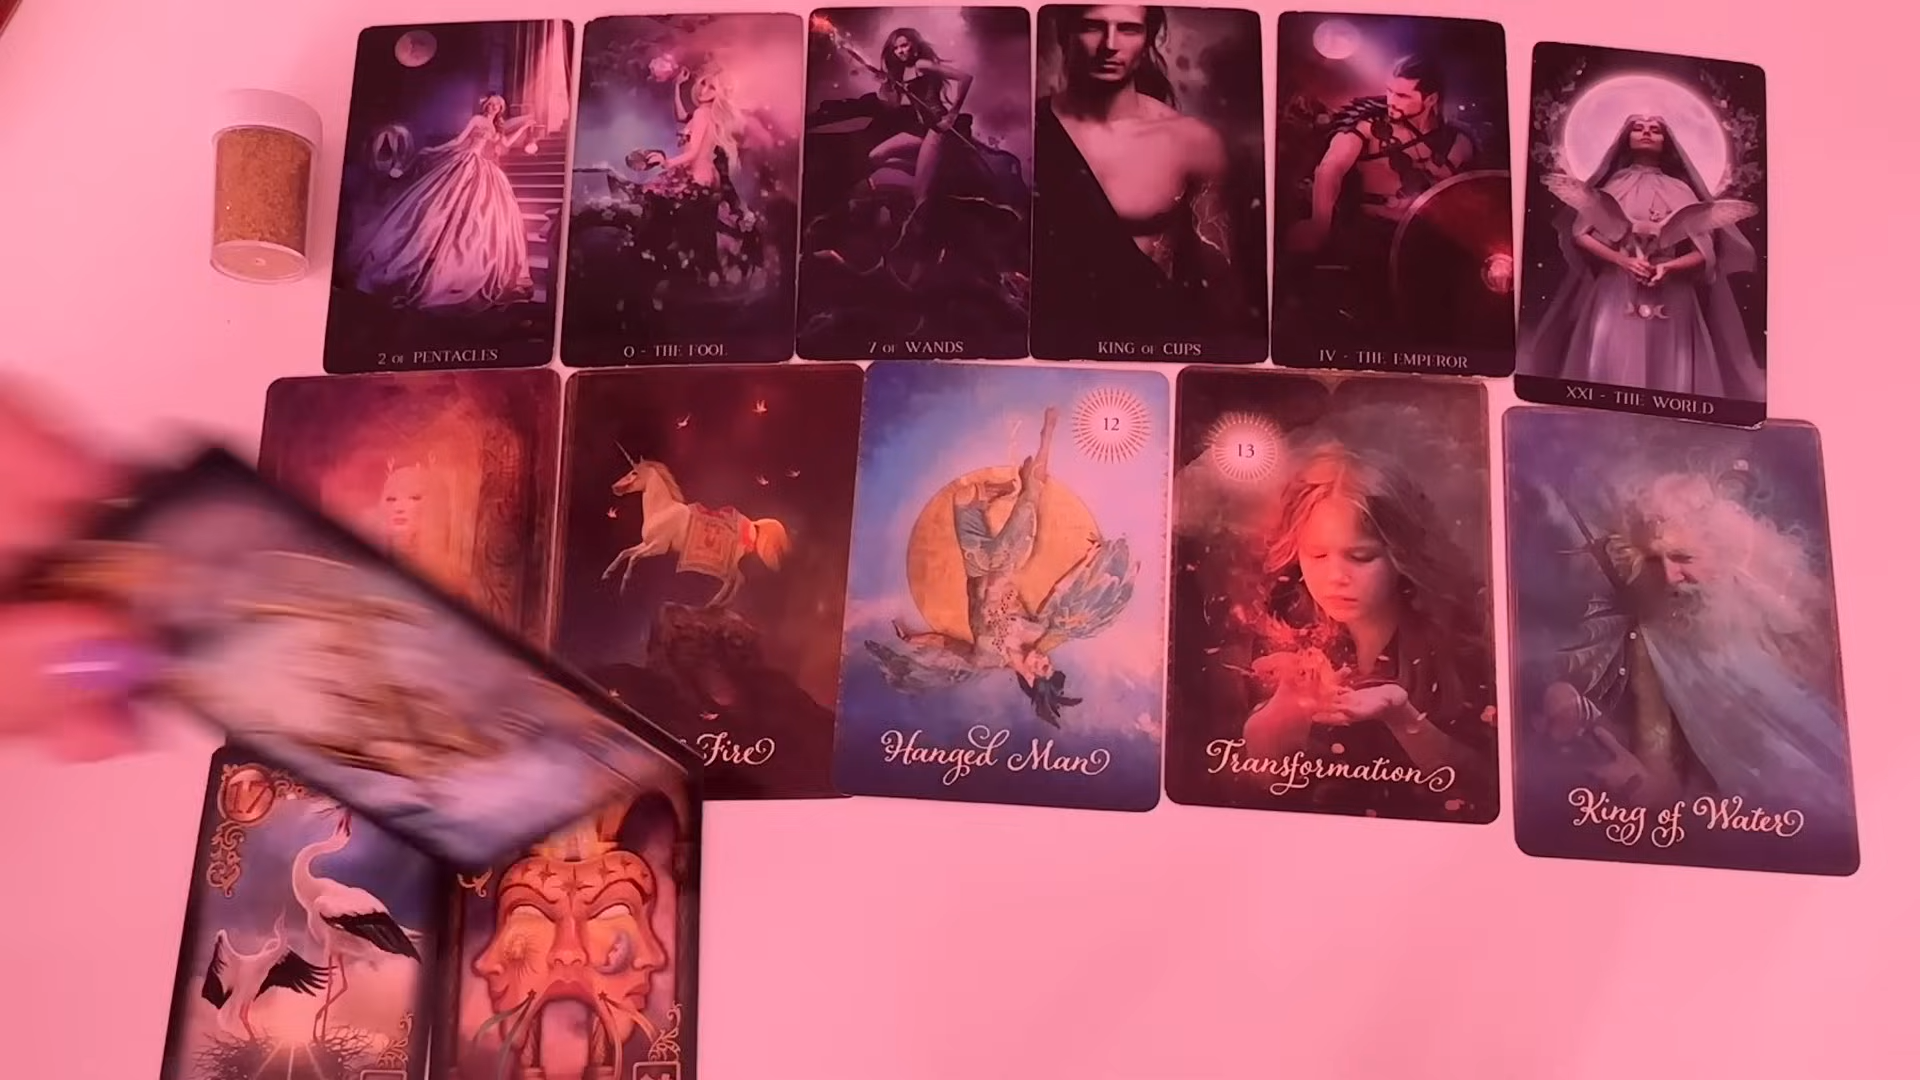 2 OF PENTACLES
0 - THE FOOL
7 OF WANDS
KING OF CUPS
IV - THE EMPEROR
XXI - THE WORLD
Fire
12
Hanged Man
13
Transformation
King of Water
17